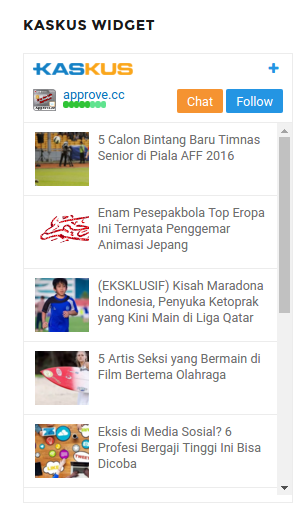 KASKUS WIDGET
KASKUS
+
approve.cc
Chat
Follow
5 Calon Bintang Baru Timnas
Senior di Piala AFF 2016
Enam Pesepakbola Top Eropa
Ini Ternyata Penggemar
Animasi Jepang
(EKSKLUSIF) Kisah Maradona
Indonesia, Penyuka Ketoprak
yang Kini Main di Liga Qatar
5 Artis Seksi yang Bermain di
Film Bertema Olahraga
Eksis di Media Sosial? 6
Profesi Bergaji Tinggi Ini Bisa
Dicoba